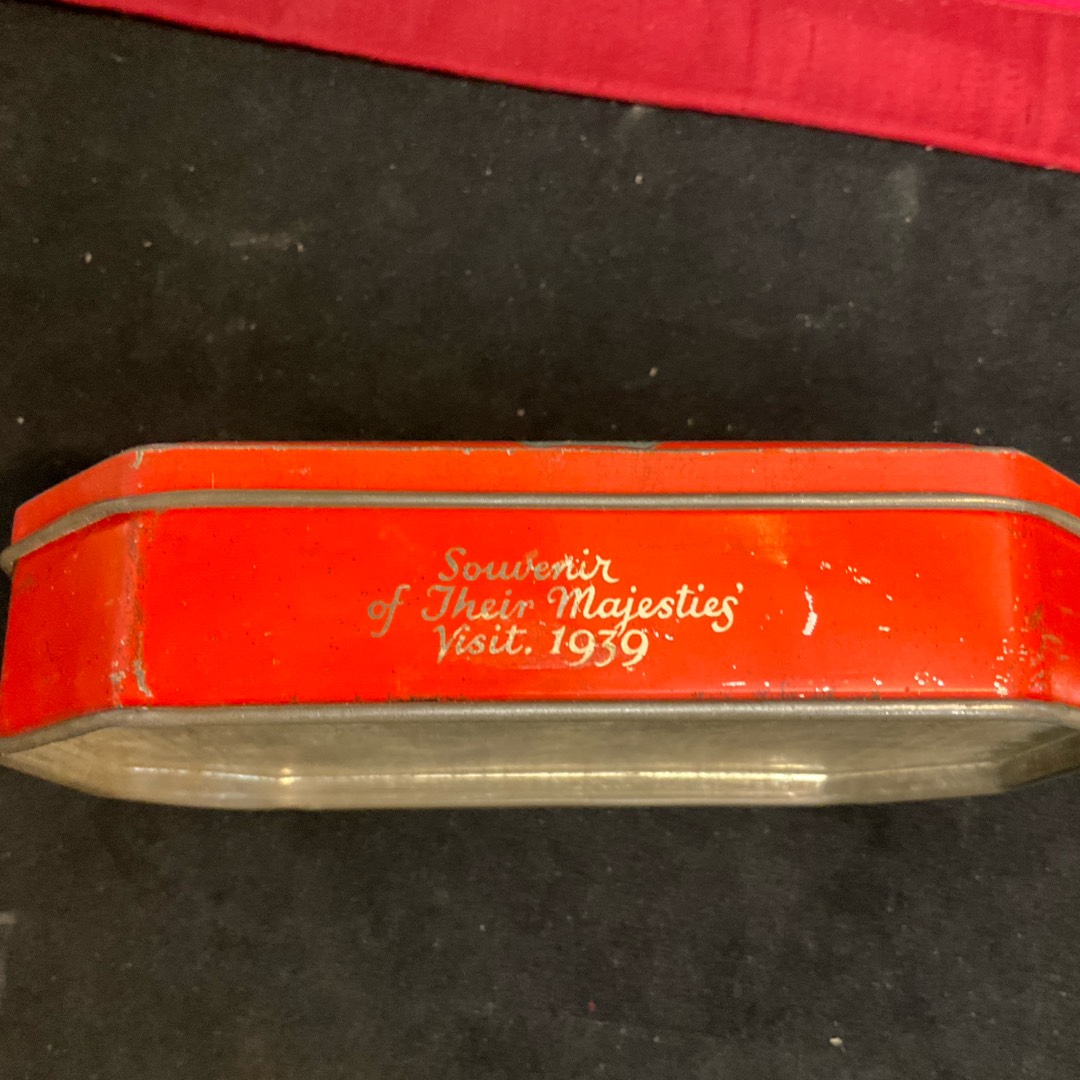 Souvenir
of Their Majesties'
Visit. 1939